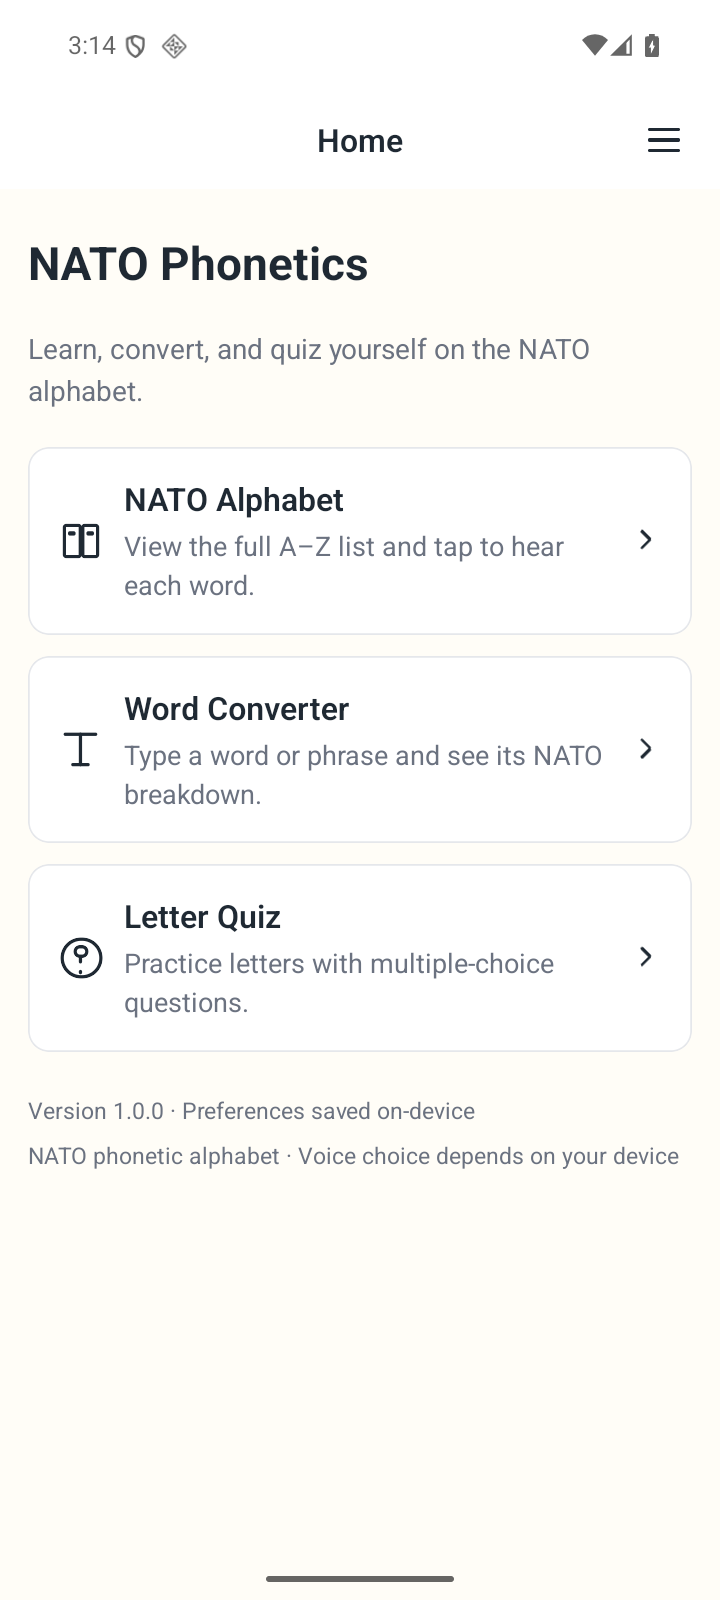 3:14
Home
NATO Phonetics
Learn, convert, and quiz yourself on the NATO
alphabet.
NATO Alphabet
View the full A–Z list and tap to hear
each word.
Word Converter
Type a word or phrase and see its NATO
breakdown.
Letter Quiz
Practice letters with multiple-choice
questions.
Version 1.0.0 · Preferences saved on-device
NATO phonetic alphabet · Voice choice depends on your device